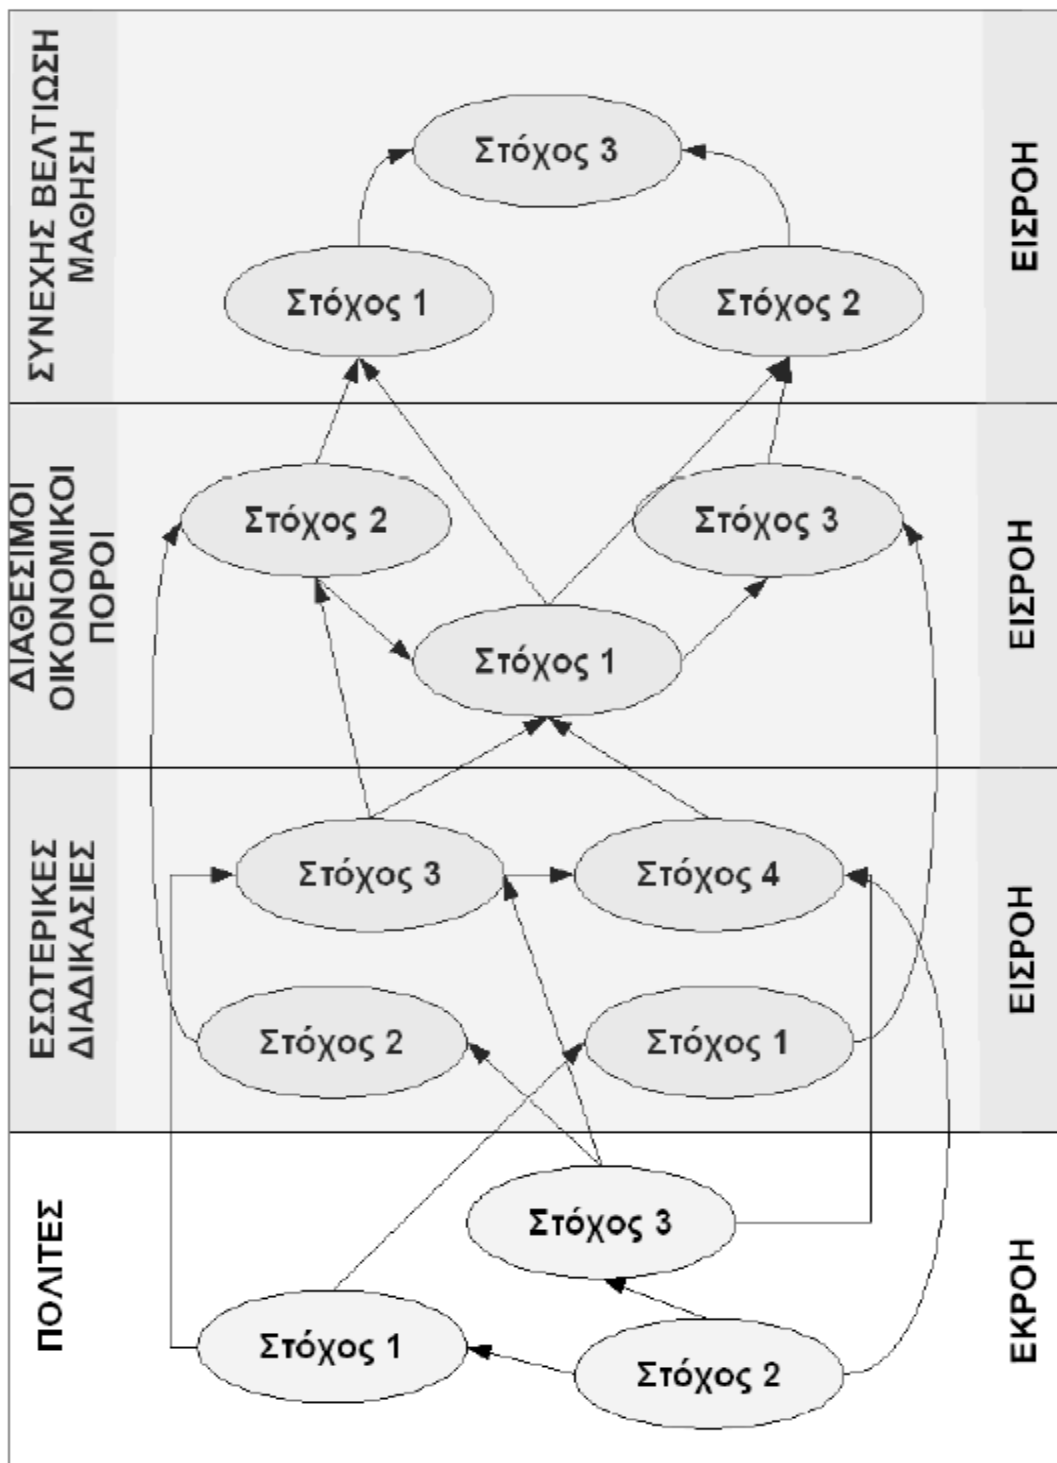 ΣΥΝΕΧΗΣ ΒΕΛΤΙΩΣΗ
ΜΑΘΗΣΗ
Στόχος 3
Στόχος 1
Στόχος 2
ΕΙΣΡΟΗ
ΔΙΑΘΕΣΙΜΟΙ
ΟΙΚΟΝΟΜΙΚΟΙ
ΠΟΡΟΙ
Στόχος 2
Στόχος 3
Στόχος 1
ΕΙΣΡΟΗ
ΕΣΩΤΕΡΙΚΕΣ
ΔΙΑΔΙΚΑΣΙΕΣ
Στόχος 3
Στόχος 4
Στόχος 2
Στόχος 1
ΕΙΣΡΟΗ
ΠΟΛΙΤΕΣ
Στόχος 3
Στόχος 1
Στόχος 2
ΕΚΡΟΗ